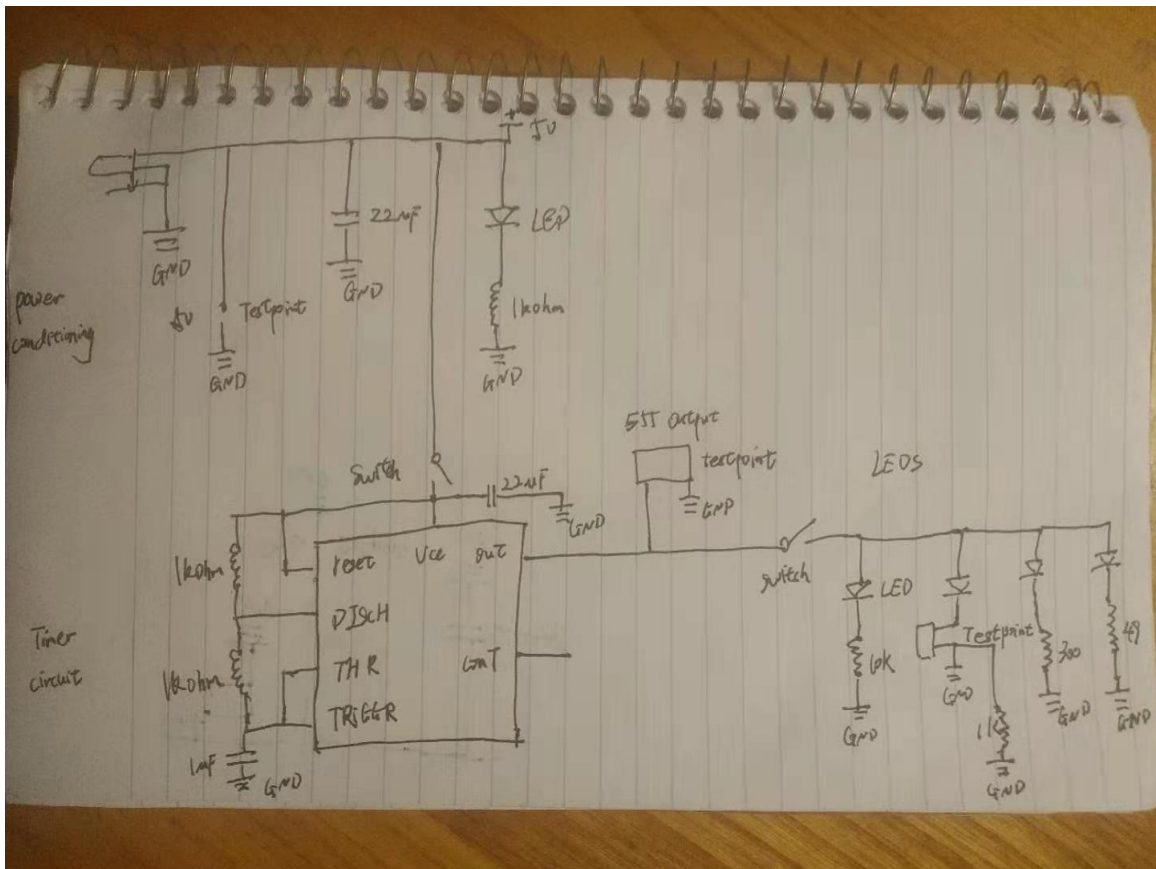 5V
22uF
LED
GND
GND
power
conditioning
5V
Testpoint
1kohm
GND
GND
555 output
testpoint
GND
LEDS
Switch
22uF
GND
reset
Vcc
out
1kohm
DISCH
switch
LED
Testpoint
Timer
circuit
1kohm
THR
conT
10k
GND
300
49
TRIGGR
GND
1k
GND
GND
1uF
GND
GND